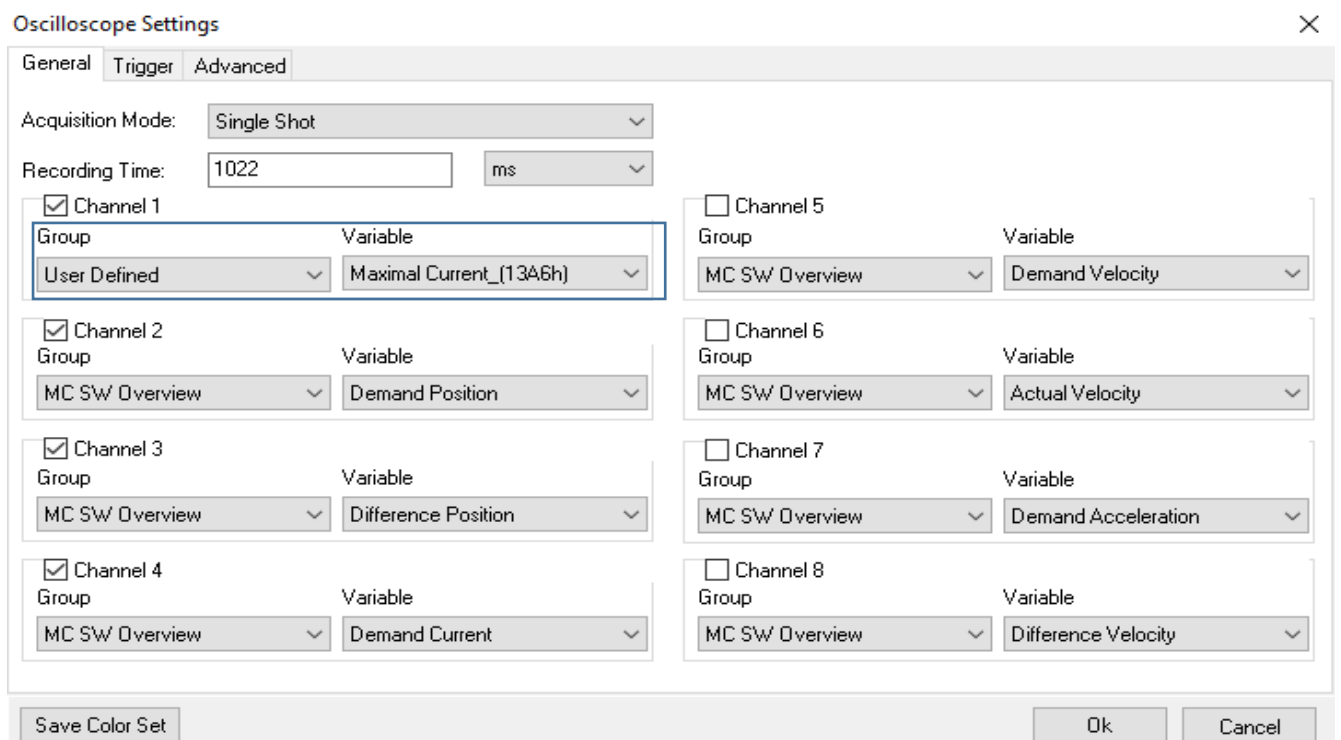 Oscilloscope Settings
General Trigger Advanced
Acquisition Mode: Single Shot
Recording Time: 1022 ms
Channel 1
Group Variable
User Defined Maximal Current_(13A6h)
Channel 2
Group Variable
MC SW Overview Demand Position
Channel 3
Group Variable
MC SW Overview Difference Position
Channel 4
Group Variable
MC SW Overview Demand Current
Channel 5
Group Variable
MC SW Overview Demand Velocity
Channel 6
Group Variable
MC SW Overview Actual Velocity
Channel 7
Group Variable
MC SW Overview Demand Acceleration
Channel 8
Group Variable
MC SW Overview Difference Velocity
Save Color Set Ok Cancel